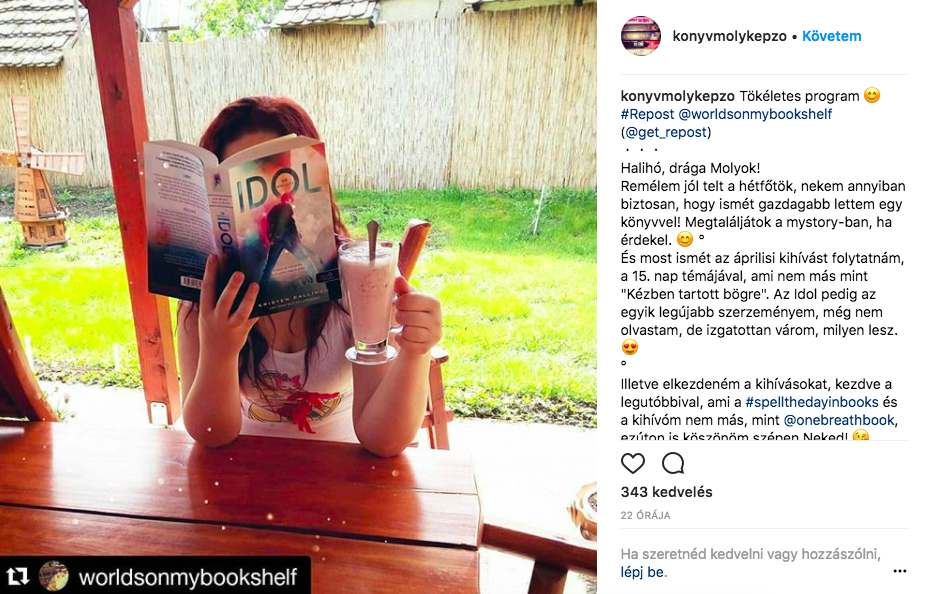 IDOL
IDOL
KRISTEN CALLIHAN
worldsonmybookshelf
konyvmolykepzo • Követem
konyvmolykepzo Tökéletes program 😊
#Repost @worldsonmybookshelf
(@get_repost)
・・・
Halihó, drága Molyok!
Remélem jól telt a hétfőtök, nekem annyiban
biztosan, hogy ismét gazdagabb lettem egy
könyvvel! Megtaláljátok a mystory-ban, ha
érdekel. 😊 °
És most ismét az áprilisi kihívást folytatnám,
a 15. nap témájával, ami nem más mint
"Kézben tartott bögre". Az Idol pedig az
egyik legújabb szerzeményem, még nem
olvastam, de izgatottan várom, milyen lesz.
😍
°
Illetve elkezdeném a kihívásokat, kezdve a
legutóbbival, ami a #spellthedayinbooks és
a kihívóm nem más, mint @onebreathbook,
ezúton is köszönöm szépen Neked! 😘
343 kedvelés
22 ÓRÁJA
Ha szeretnéd kedvelni vagy hozzászólni,
lépj be.